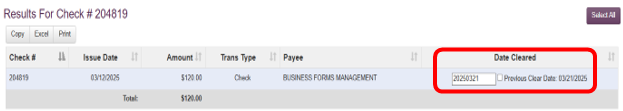 Results For Check # 204819
Select All
Copy Excel Print
Check # Issue Date Amount Trans Type Payee Date Cleared
204819 03/12/2025 $120.00 Check BUSINESS FORMS MANAGEMENT 20250321 Previous Clear Date: 03/21/2025
Total: $120.00